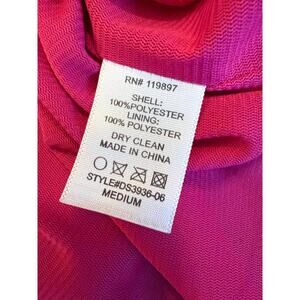 RN# 119897
SHELL:
100%POLYESTER
LINING:
100% POLYESTER
DRY CLEAN
MADE IN CHINA
STYLE#DS3936-06
MEDIUM